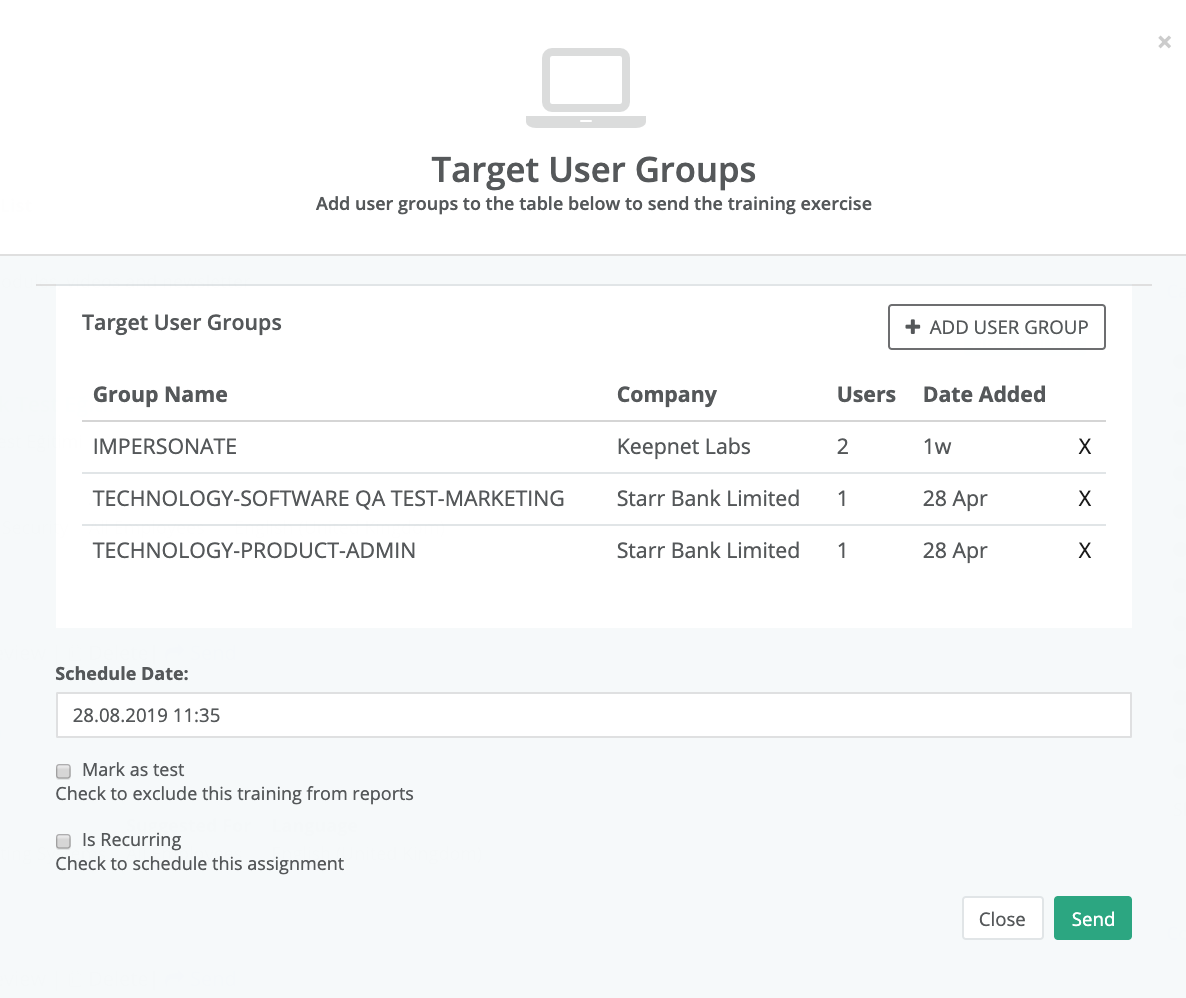 ×
Target User Groups
Add user groups to the table below to send the training exercise
Target User Groups
+ ADD USER GROUP
Group Name Company Users Date Added
IMPERSONATE Keepnet Labs 2 1w X
TECHNOLOGY-SOFTWARE QA TEST-MARKETING Starr Bank Limited 1 28 Apr X
TECHNOLOGY-PRODUCT-ADMIN Starr Bank Limited 1 28 Apr X
Schedule Date:
28.08.2019 11:35
Mark as test
Check to exclude this training from reports
Is Recurring
Check to schedule this assignment
Close Send